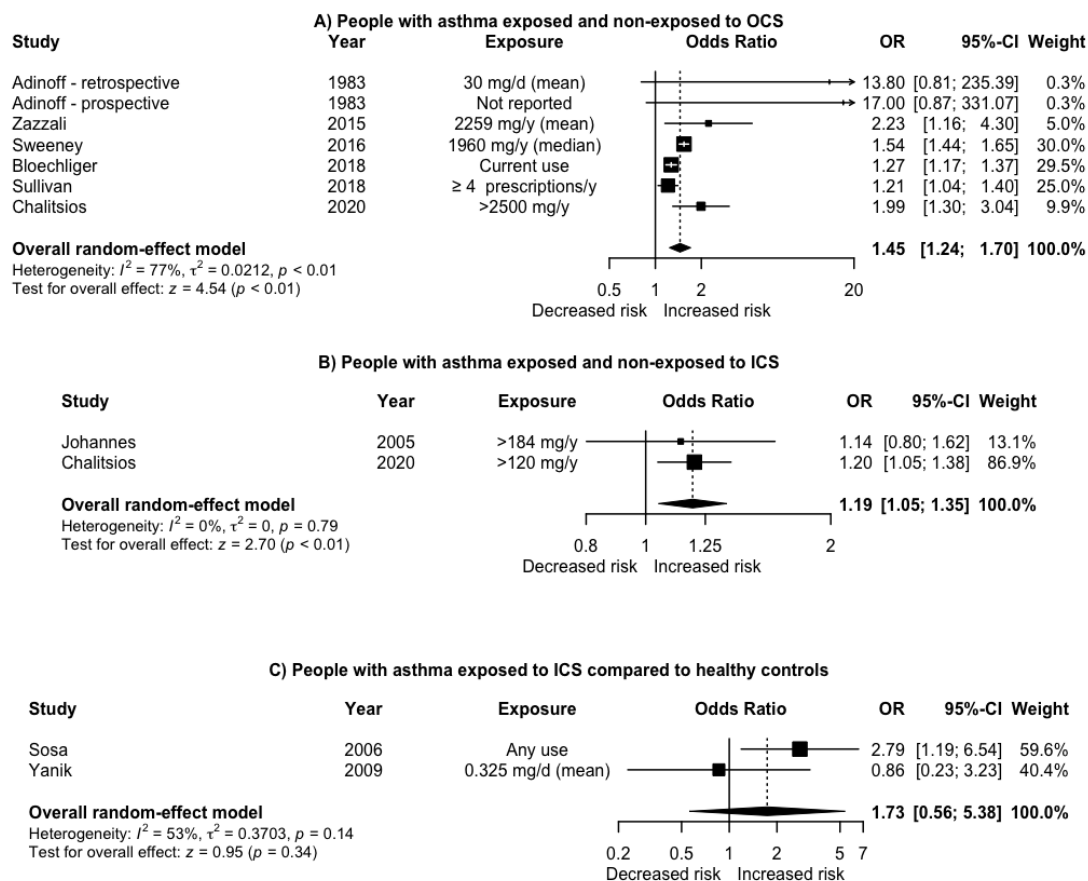 A) People with asthma exposed and non-exposed to OCS
Study Year Exposure Odds Ratio OR 95%-CI Weight
Adinoff - retrospective 1983 30 mg/d (mean) 13.80 [0.81; 235.39] 0.3%
Adinoff - prospective 1983 Not reported 17.00 [0.87; 331.07] 0.3%
Zazzali 2015 2259 mg/y (mean) 2.23 [1.16; 4.30] 5.0%
Sweeney 2016 1960 mg/y (median) 1.54 [1.44; 1.65] 30.0%
Bloechliger 2018 Current use 1.27 [1.17; 1.37] 29.5%
Sullivan 2018 ≥ 4 prescriptions/y 1.21 [1.04; 1.40] 25.0%
Chalitsios 2020 >2500 mg/y 1.99 [1.30; 3.04] 9.9%
Overall random-effect model 1.45 [1.24; 1.70] 100.0%
Heterogeneity: I² = 77%, τ² = 0.0212, p < 0.01
Test for overall effect: z = 4.54 (p < 0.01)
0.5 1 2 20
Decreased risk Increased risk
B) People with asthma exposed and non-exposed to ICS
Study Year Exposure Odds Ratio OR 95%-CI Weight
Johannes 2005 >184 mg/y 1.14 [0.80; 1.62] 13.1%
Chalitsios 2020 >120 mg/y 1.20 [1.05; 1.38] 86.9%
Overall random-effect model 1.19 [1.05; 1.35] 100.0%
Heterogeneity: I² = 0%, τ² = 0, p = 0.79
Test for overall effect: z = 2.70 (p < 0.01)
0.8 1 1.25 2
Decreased risk Increased risk
C) People with asthma exposed to ICS compared to healthy controls
Study Year Exposure Odds Ratio OR 95%-CI Weight
Sosa 2006 Any use 2.79 [1.19; 6.54] 59.6%
Yanik 2009 0.325 mg/d (mean) 0.86 [0.23; 3.23] 40.4%
Overall random-effect model 1.73 [0.56; 5.38] 100.0%
Heterogeneity: I² = 53%, τ² = 0.3703, p = 0.14
Test for overall effect: z = 0.95 (p = 0.34)
0.2 0.5 1 2 5 7
Decreased risk Increased risk